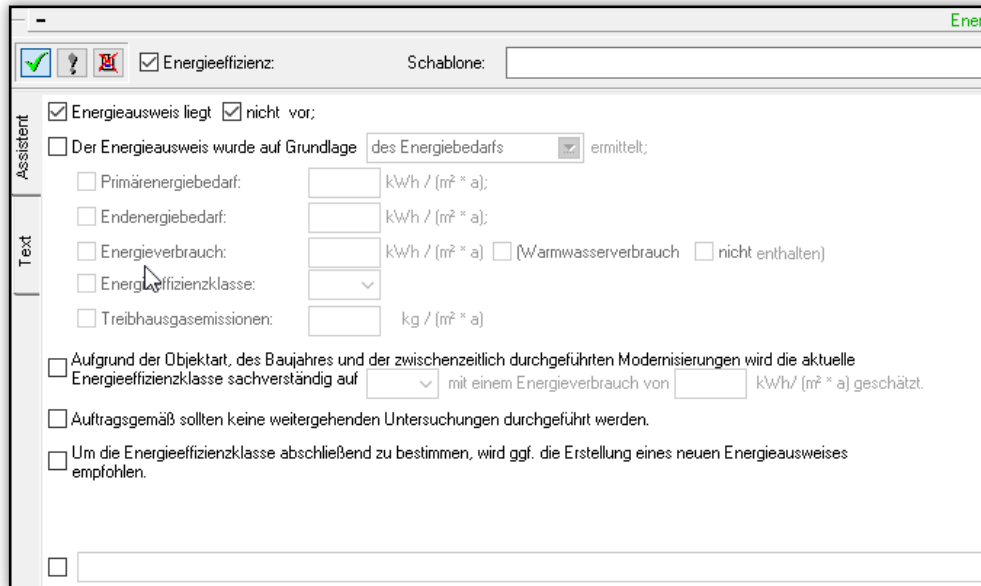 Ener
Energieeffizienz: Schablone:
Assistent
Text
Energieausweis liegt nicht vor;
Der Energieausweis wurde auf Grundlage des Energiebedarfs ermittelt;
Primärenergiebedarf: kWh / (m² * a);
Endenergiebedarf: kWh / (m² * a);
Energieverbrauch: kWh / (m² * a) (Warmwasserverbrauch nicht enthalten)
Energieeffizienzklasse:
Treibhausgasemissionen: kg / (m² * a)
Aufgrund der Objektart, des Baujahres und der zwischenzeitlich durchgeführten Modernisierungen wird die aktuelle
Energieeffizienzklasse sachverständig auf mit einem Energieverbrauch von kWh/ (m² * a) geschätzt.
Auftragsgemäß sollten keine weitergehenden Untersuchungen durchgeführt werden.
Um die Energieeffizienzklasse abschließend zu bestimmen, wird ggf. die Erstellung eines neuen Energieausweises
empfohlen.